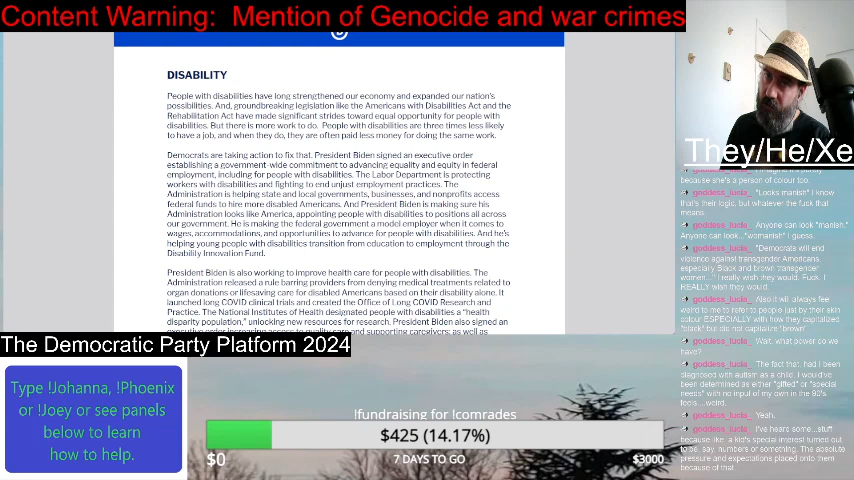 Content Warning:  Mention of Genocide and war crimes
DISABILITY
People with disabilities have long strengthened our economy and expanded our nation's
possibilities. And, groundbreaking legislation like the Americans with Disabilities Act and the
Rehabilitation Act have made significant strides toward equal opportunity for people with
disabilities. But there is more work to do.  People with disabilities are three times less likely
to have a job, and when they do, they are often paid less money for doing the same work.
Democrats are taking action to fix that. President Biden signed an executive order
establishing a government-wide commitment to advancing equality and equity in federal
employment, including for people with disabilities. The Labor Department is protecting
workers with disabilities and fighting to end unjust employment practices. The
Administration is helping state and local governments, businesses, and nonprofits access
federal funds to hire more disabled Americans. And President Biden is making sure his
Administration looks like America, appointing people with disabilities to positions all across
our government. He is making the federal government a model employer when it comes to
wages, accommodations, and opportunities to advance for people with disabilities. And he's
helping young people with disabilities transition from education to employment through the
Disability Innovation Fund.
President Biden is also working to improve health care for people with disabilities. The
Administration released a rule barring providers from denying medical treatments related to
organ donations or lifesaving care for disabled Americans based on their disability alone. It
launched long COVID clinical trials and created the Office of Long COVID Research and
Practice. The National Institutes of Health designated people with disabilities a "health
disparity population," unlocking new resources for research. President Biden also signed an
executive order increasing access to quality care and supporting caregivers; as well as
They/He/Xe
because she's a person of colour too.
goddess_lucia_: "Looks manish" I know
that's their logic, but whatever the fuck that
means.
goddess_lucia_: Anyone can look "manish."
Anyone can look..."womanish" I guess.
goddess_lucia_: "Democrats will end
violence against transgender Americans,
especially Black and brown transgender
women..." I really wish they would. Fuck. I
REALLY wish they would.
goddess_lucia_: Also it will always feel
weird to me to refer to people just by their skin
colour ESPECIALLY with how they capitalized
"black" but did not capitalize "brown"
goddess_lucia_: Wait, what power do we
have?
goddess_lucia_: The fact that, had I been
diagnosed with autism as a child, I would've
been determined as either "gifted" or "special
needs" with no input of my own in the 90's
feels....weird.
goddess_lucia_: Yeah.
goddess_lucia_: I've heard some...stuff
because like, a kid's special interest turned out
to be, say, numbers or something. The absolute
pressure and expectations placed onto them
because of that.
The Democratic Party Platform 2024
Type !Johanna, !Phoenix
or !Joey or see panels
below to learn
how to help.
!fundraising for !comrades
$425 (14.17%)
$0
7 DAYS TO GO
$3000